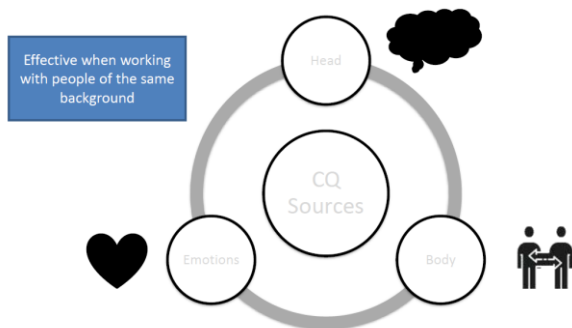 Effective when working
with people of the same
background
Head
CQ
Sources
Emotions
Body